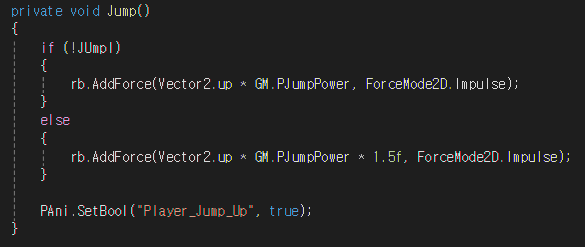 private void Jump()
{
if (!JUmpI)
{
rb.AddForce(Vector2.up * GM.PJumpPower, ForceMode2D.Impulse);
}
else
{
rb.AddForce(Vector2.up * GM.PJumpPower * 1.5f, ForceMode2D.Impulse);
}
PAni.SetBool("Player_Jump_Up", true);
}